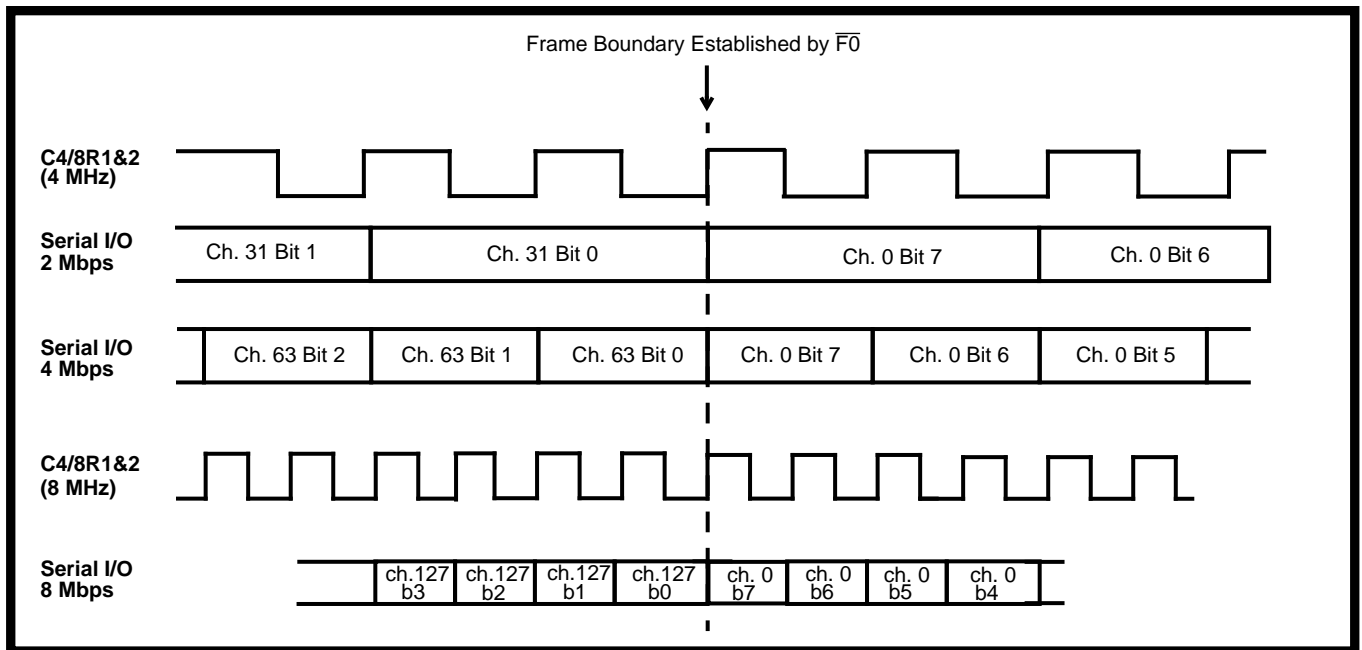 Frame Boundary Established by F̅0̅
C4/8R1&2
(4 MHz)
Serial I/O
2 Mbps
Ch. 31 Bit 1
Ch. 31 Bit 0
Ch. 0 Bit 7
Ch. 0 Bit 6
Serial I/O
4 Mbps
Ch. 63 Bit 2
Ch. 63 Bit 1
Ch. 63 Bit 0
Ch. 0 Bit 7
Ch. 0 Bit 6
Ch. 0 Bit 5
C4/8R1&2
(8 MHz)
Serial I/O
8 Mbps
ch.127
b3
ch.127
b2
ch.127
b1
ch.127
b0
ch. 0
b7
ch. 0
b6
ch. 0
b5
ch. 0
b4